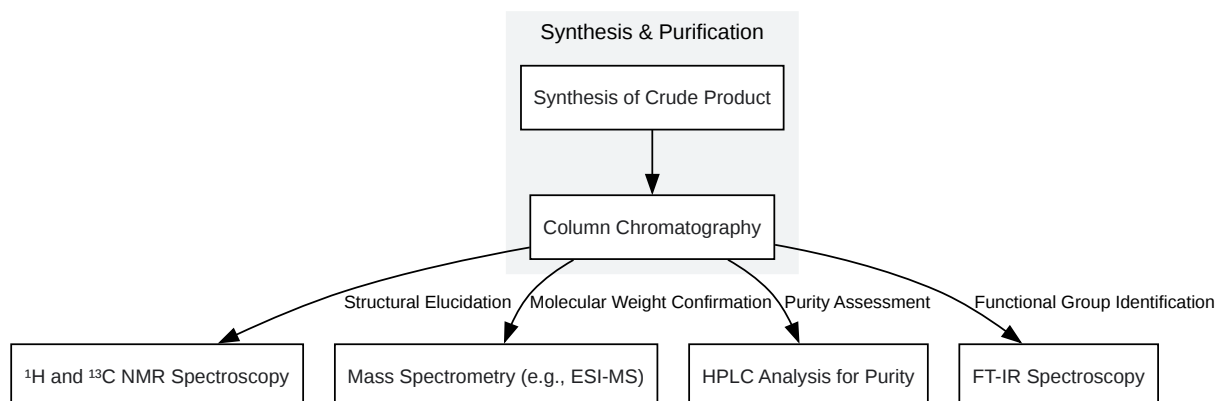 Synthesis & Purification
Synthesis of Crude Product
Column Chromatography
Structural Elucidation
Molecular Weight Confirmation
Purity Assessment
Functional Group Identification
¹H and ¹³C NMR Spectroscopy
Mass Spectrometry (e.g., ESI-MS)
HPLC Analysis for Purity
FT-IR Spectroscopy